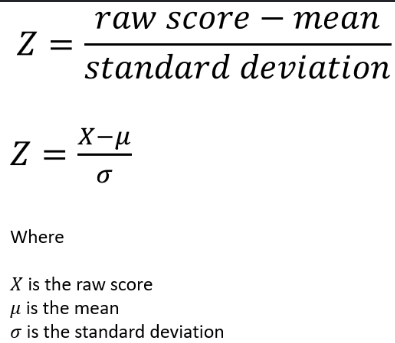 Z = raw score − mean
standard deviation
Z = X−μ
σ
Where
X is the raw score
μ is the mean
σ is the standard deviation